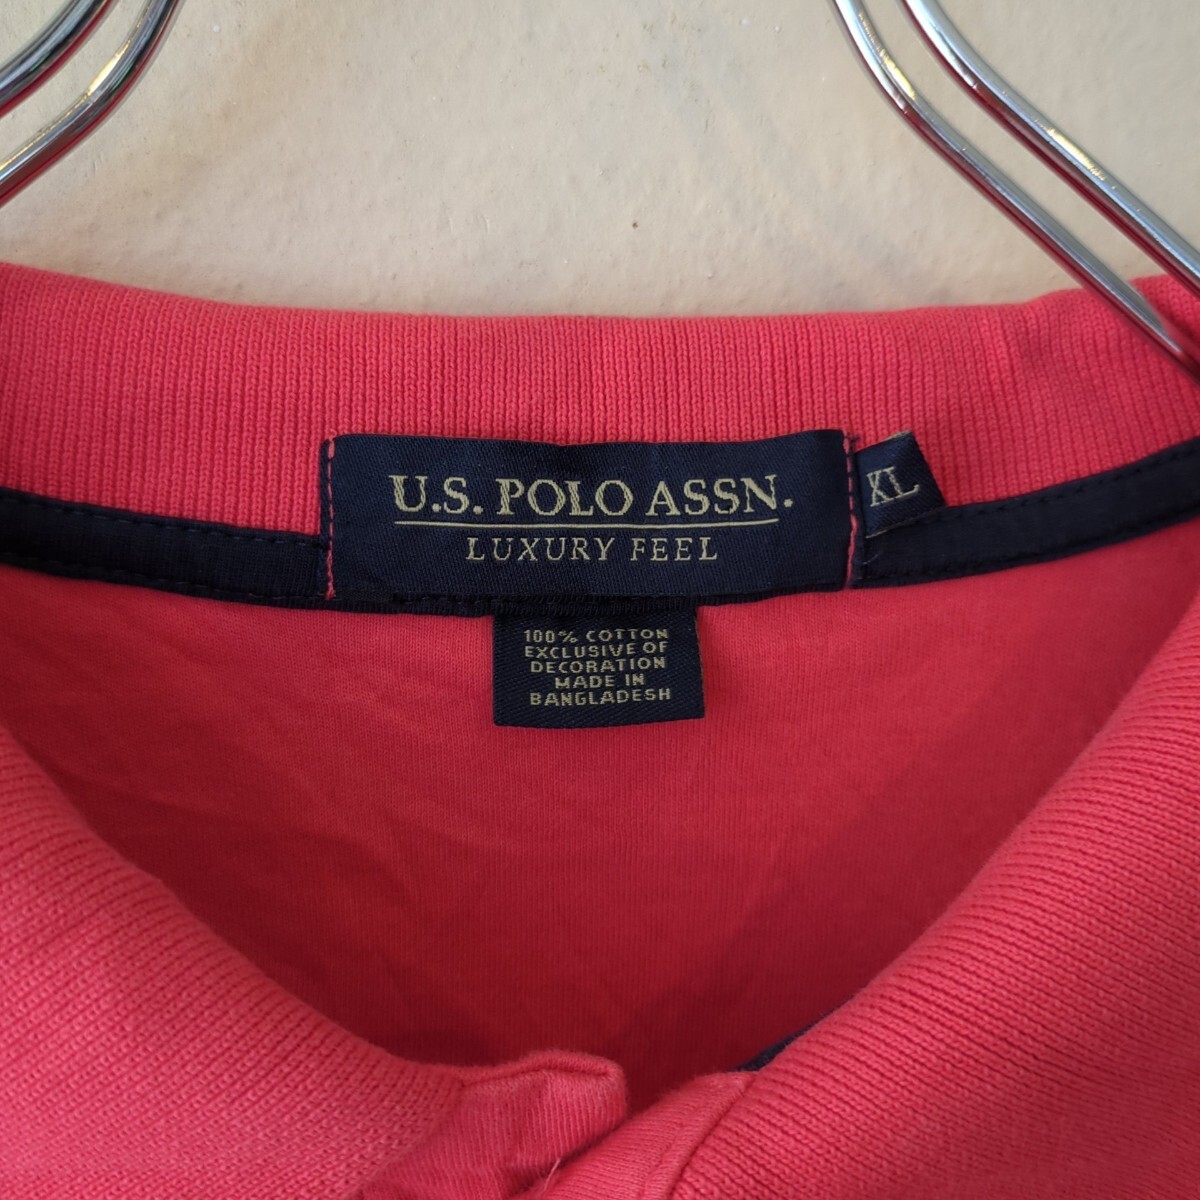 U.S. POLO ASSN.
LUXURY FEEL
XL
100% COTTON
EXCLUSIVE OF
DECORATION
MADE IN
BANGLADESH